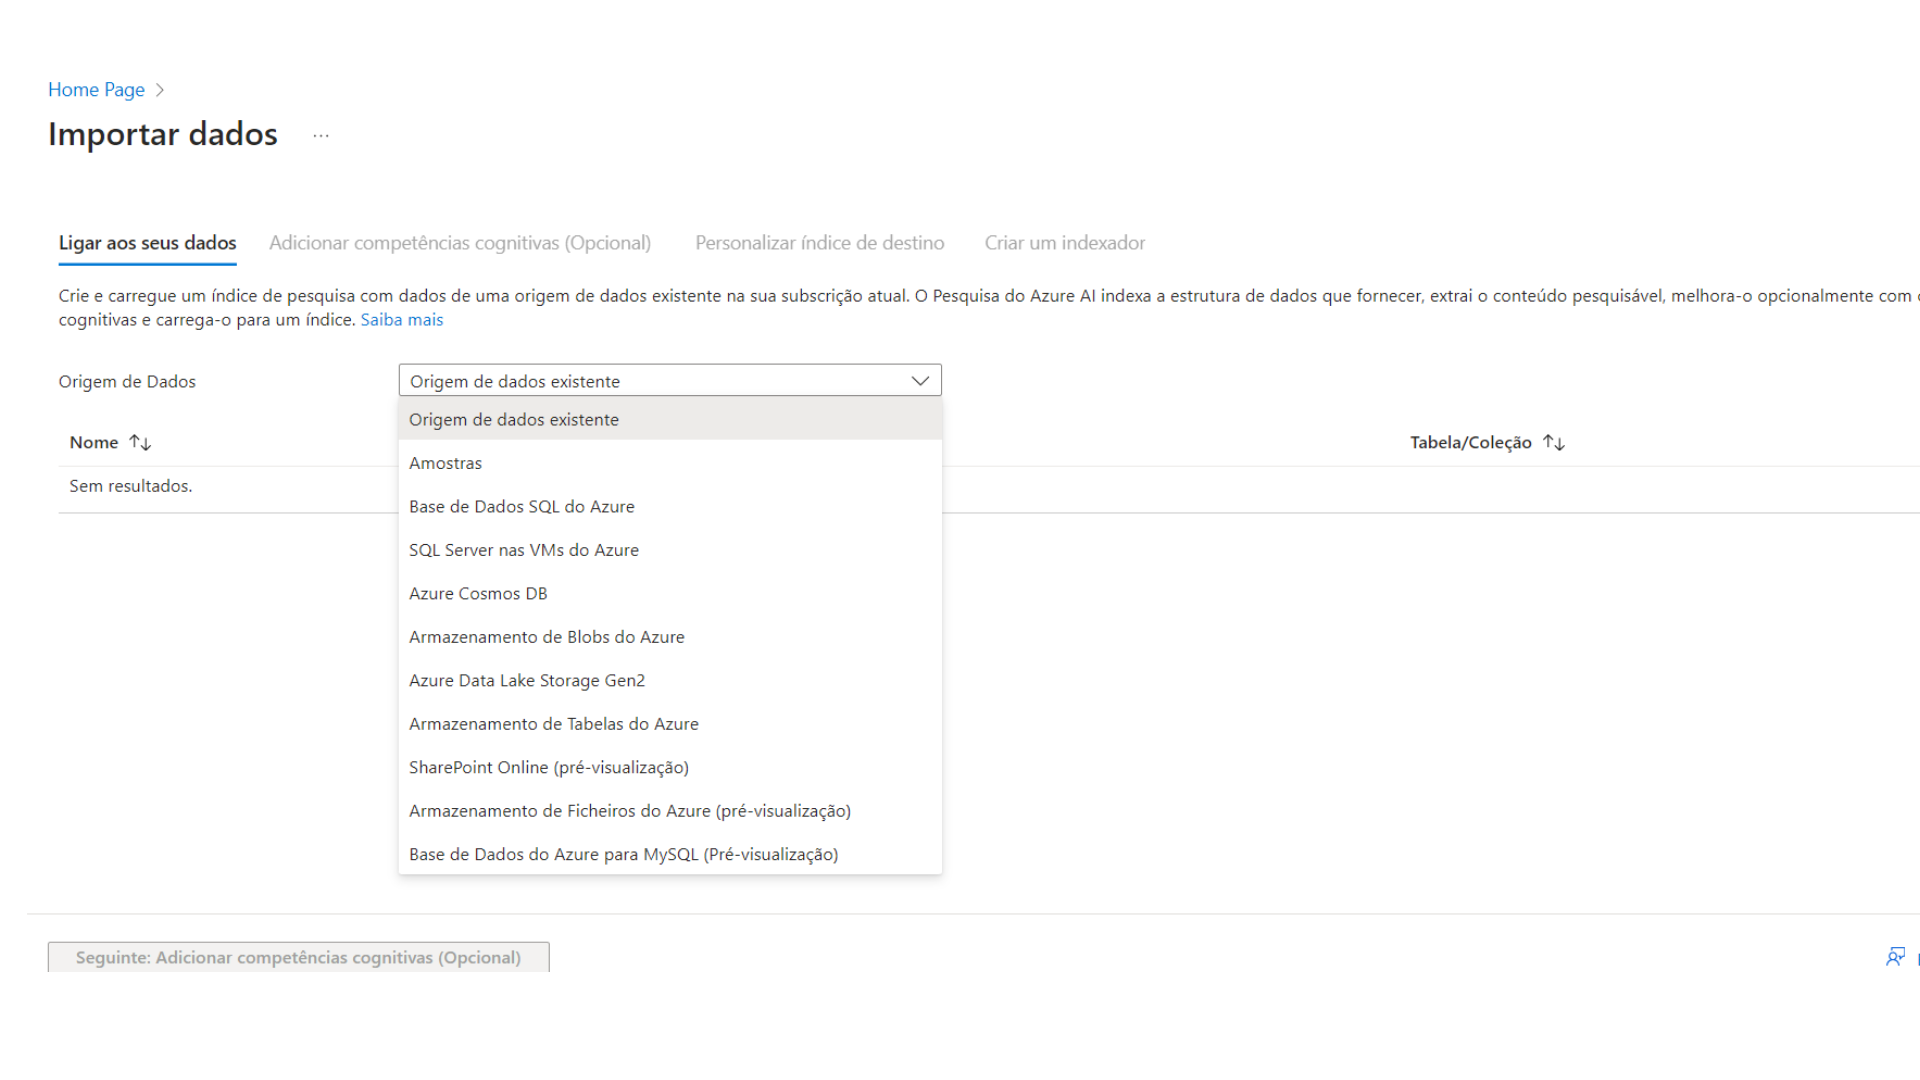 Home Page
Importar dados
Ligar aos seus dados Adicionar competências cognitivas (Opcional) Personalizar índice de destino Criar um indexador
Crie e carregue um índice de pesquisa com dados de uma origem de dados existente na sua subscrição atual. O Pesquisa do Azure AI indexa a estrutura de dados que fornecer, extrai o conteúdo pesquisável, melhora-o opcionalmente com
cognitivas e carrega-o para um índice. Saiba mais
Origem de Dados Origem de dados existente
Origem de dados existente
Nome Tabela/Coleção
Amostras
Sem resultados.
Base de Dados SQL do Azure
SQL Server nas VMs do Azure
Azure Cosmos DB
Armazenamento de Blobs do Azure
Azure Data Lake Storage Gen2
Armazenamento de Tabelas do Azure
SharePoint Online (pré-visualização)
Armazenamento de Ficheiros do Azure (pré-visualização)
Base de Dados do Azure para MySQL (Pré-visualização)
Seguinte: Adicionar competências cognitivas (Opcional)